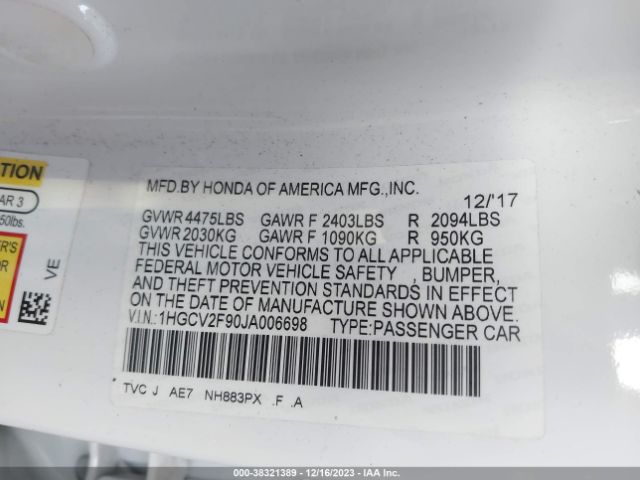 TION
AR 3
50lbs.
ER'S
OR
VE
MFD.BY HONDA OF AMERICA MFG.,INC.
12/'17
GVWR 4475LBS GAWR F 2403LBS R 2094LBS
GVWR 2030KG GAWR F 1090KG R 950KG
THIS VEHICLE CONFORMS TO ALL APPLICABLE
FEDERAL MOTOR VEHICLE SAFETY , BUMPER,
AND THEFT PREVENTION STANDARDS IN EFFECT
ON THE DATE OF MANUFACTURE SHOWN ABOVE.
V.I.N.:1HGCV2F90JA006698 TYPE:PASSENGER CAR
TVC J AE7 NH883PX .F .A
000-38321389 - 12/16/2023 - IAA Inc.